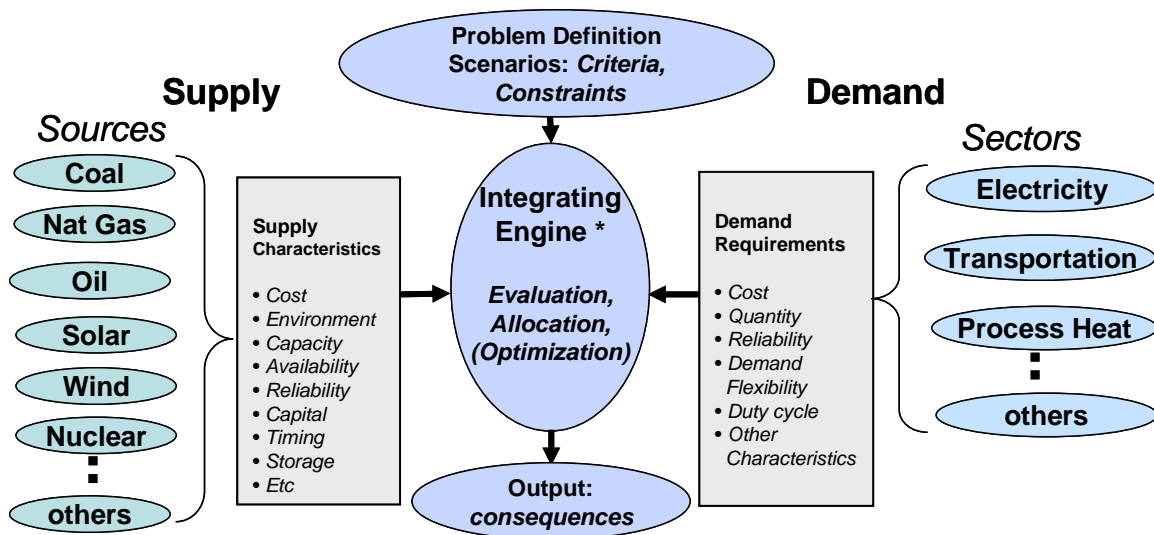 Problem Definition
Scenarios: Criteria,
Constraints
Supply
Demand
Sources
Coal
Nat Gas
Oil
Solar
Wind
Nuclear
others
Supply
Characteristics
• Cost
• Environment
• Capacity
• Availability
• Reliability
• Capital
• Timing
• Storage
• Etc
Integrating
Engine *
Evaluation,
Allocation,
(Optimization)
Output:
consequences
Demand
Requirements
• Cost
• Quantity
• Reliability
• Demand
Flexibility
• Duty cycle
• Other
Characteristics
Sectors
Electricity
Transportation
Process Heat
others